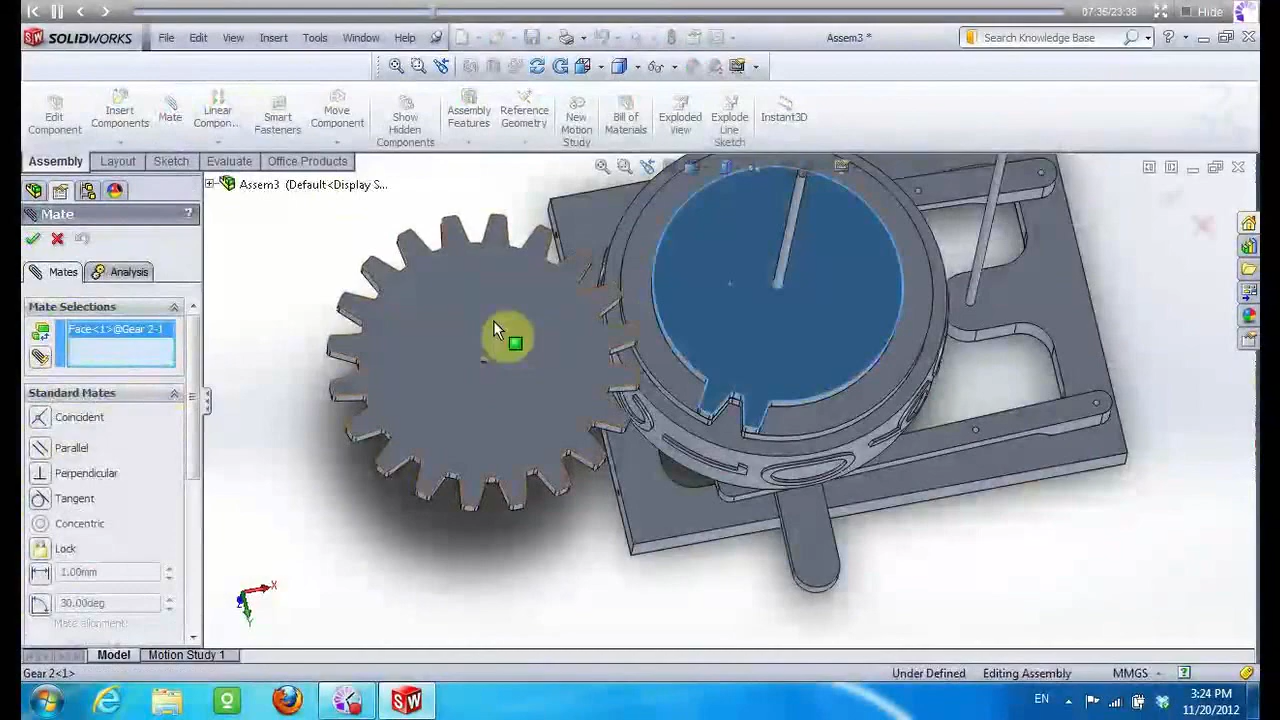 07:35/23:38 Hide
SOLIDWORKS File Edit View Insert Tools Window Help Assem3 * Search Knowledge Base ?
Edit Component
Insert Components
Mate
Linear Compon...
Smart Fasteners
Move Component
Show Hidden Components
Assembly Features
Reference Geometry
New Motion Study
Bill of Materials
Exploded View
Explode Line Sketch
Instant3D
Assembly Layout Sketch Evaluate Office Products
Assem3 (Default<Display S...
Mate ?
Mates Analysis
Mate Selections
Face<1>@Gear 2-1
Standard Mates
Coincident
Parallel
Perpendicular
Tangent
Concentric
Lock
1.00mm
30.00deg
Mate alignment:
X
Y
Model Motion Study 1
Gear 2<1> Under Defined Editing Assembly MMGS ?
EN 3:24 PM
11/20/2012